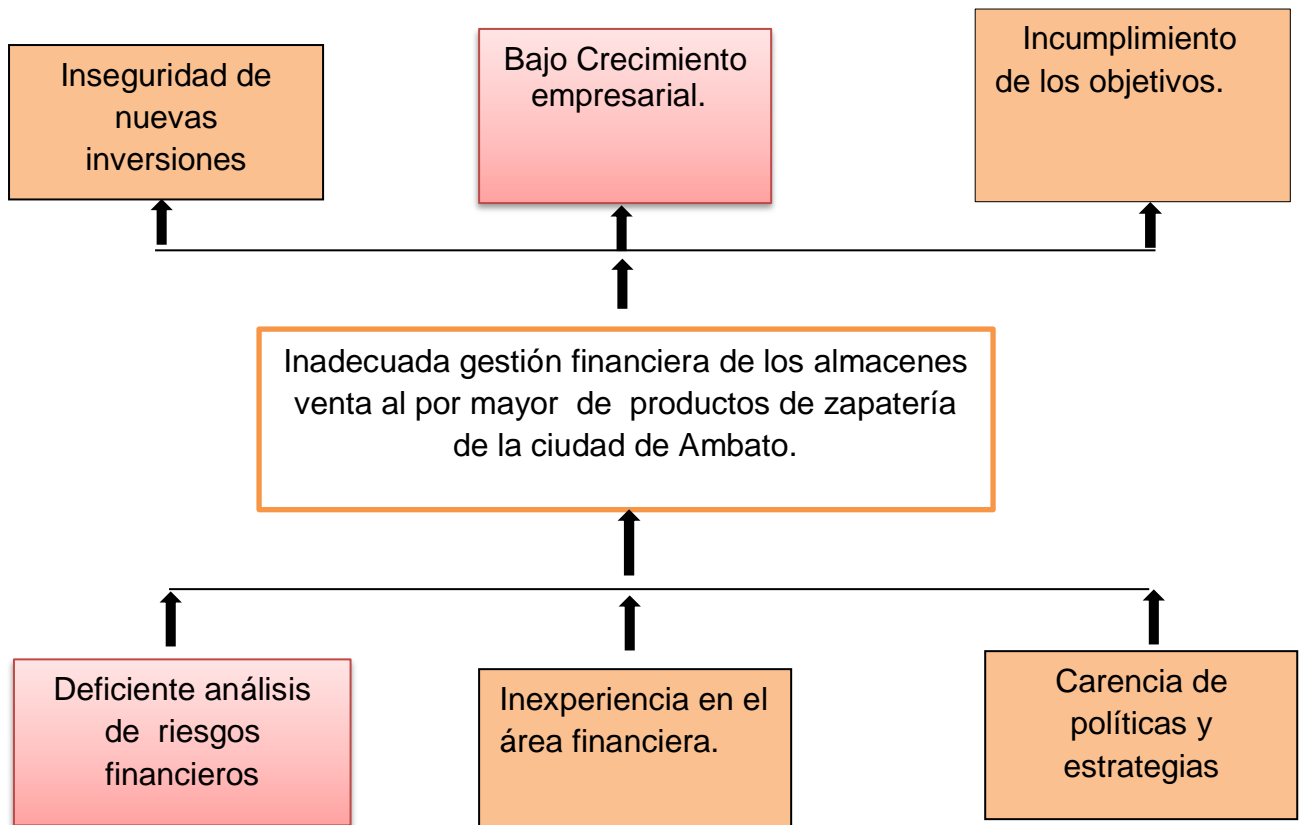 Inseguridad de
nuevas
inversiones
Bajo Crecimiento
empresarial.
Incumplimiento
de los objetivos.
Inadecuada gestión financiera de los almacenes
venta al por mayor de productos de zapatería
de la ciudad de Ambato.
Deficiente análisis
de riesgos
financieros
Inexperiencia en el
área financiera.
Carencia de
políticas y
estrategias